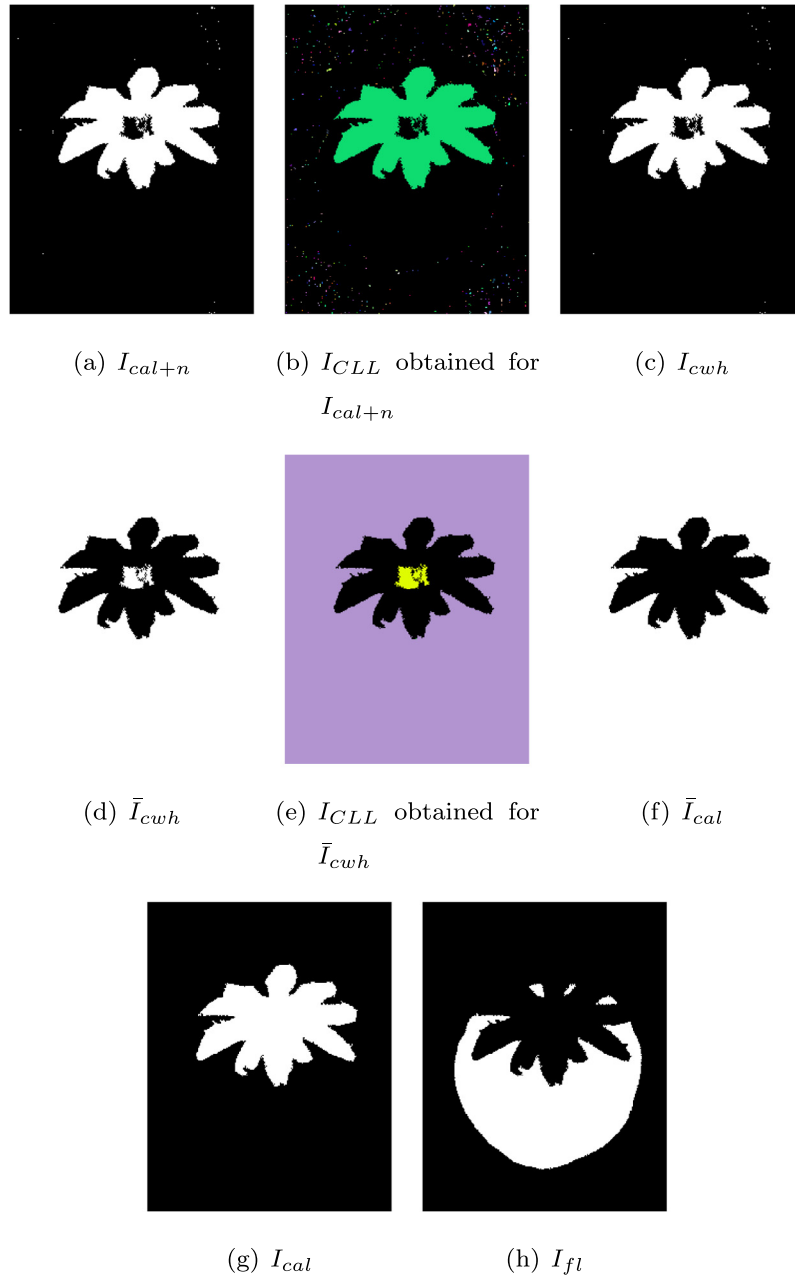 (a) I_{cal+n}
(b) I_{CLL} obtained for
I_{cal+n}
(c) I_{cwh}
(d) Ī_{cwh}
(e) I_{CLL} obtained for
Ī_{cwh}
(f) Ī_{cal}
(g) I_{cal}
(h) I_{fl}